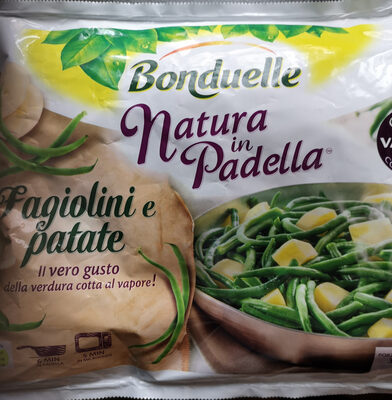 Bonduelle
Natura
in
Padella
Fagiolini e
patate
Il vero gusto
della verdura cotta al vapore!